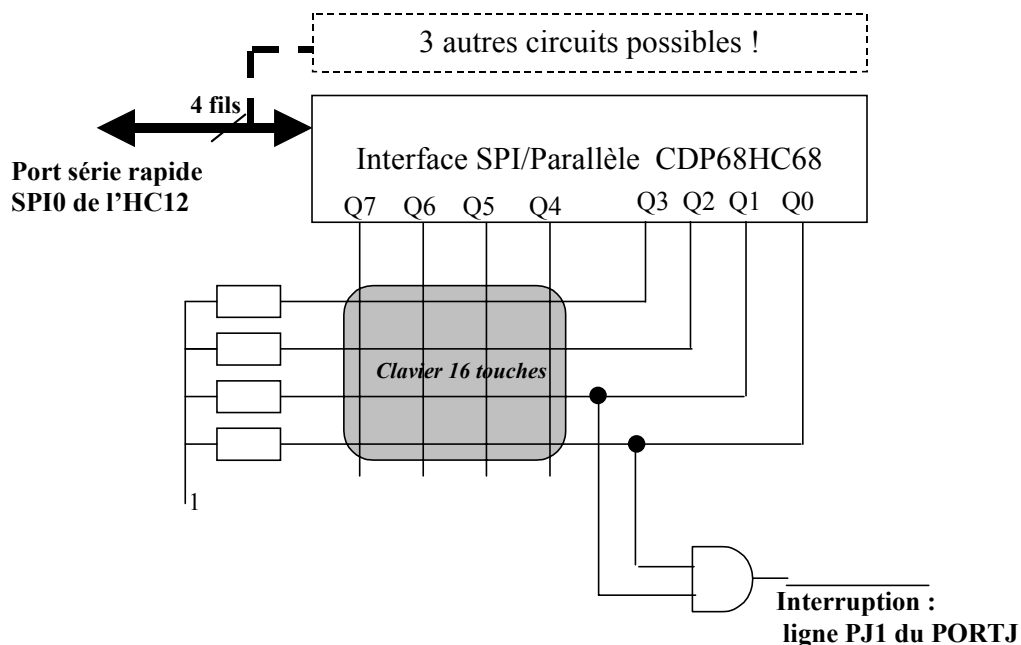 3 autres circuits possibles !
4 fils
Port série rapide
SPI0 de l'HC12
Interface SPI/Parallèle CDP68HC68
Q7 Q6 Q5 Q4 Q3 Q2 Q1 Q0
Clavier 16 touches
1
Interruption :
ligne PJ1 du PORTJ